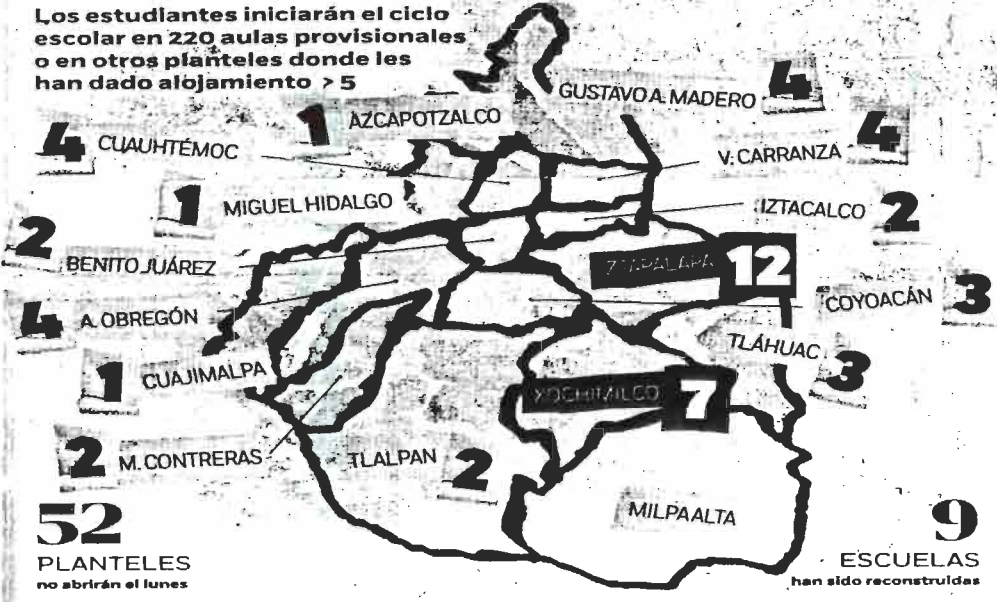 Los estudiantes iniciarán el ciclo
escolar en 220 aulas provisionales
o en otros planteles donde les
han dado alojamiento > 5
GUSTAVO A. MADERO 4
1 AZCAPOTZALCO
4 CUAUHTÉMOC
V. CARRANZA 4
1 MIGUEL HIDALGO
IZTACALCO 2
2 BENITO JUÁREZ
IZTAPALAPA 12
COYOACÁN 3
4 A. OBREGÓN
TLÁHUAC 3
1 CUAJIMALPA
XOCHIMILCO 7
2 M. CONTRERAS
TLALPAN 2
MILPA ALTA
52
PLANTELES
no abrirán el lunes
9
ESCUELAS
han sido reconstruidas